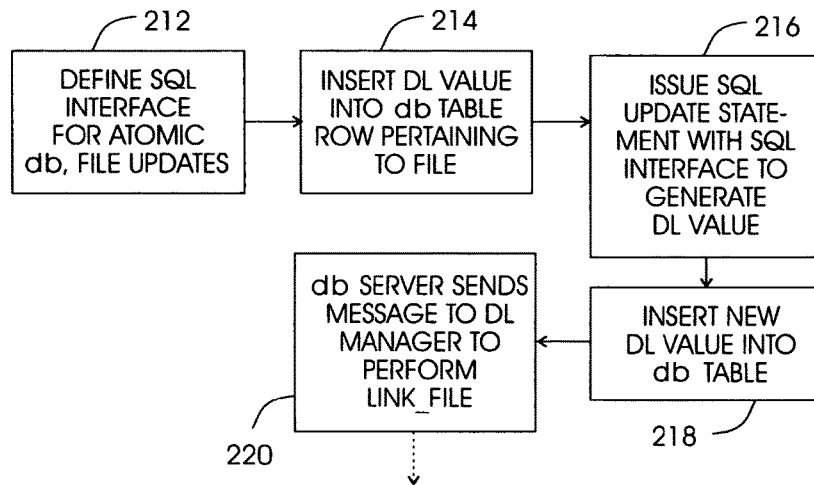 212
214
216
DEFINE SQL
INTERFACE
FOR ATOMIC
db, FILE UPDATES
INSERT DL VALUE
INTO db TABLE
ROW PERTAINING
TO FILE
ISSUE SQL
UPDATE STATE-
MENT WITH SQL
INTERFACE TO
GENERATE
DL VALUE
db SERVER SENDS
MESSAGE TO DL
MANAGER TO
PERFORM
LINK_FILE
INSERT NEW
DL VALUE INTO
db TABLE
220
218